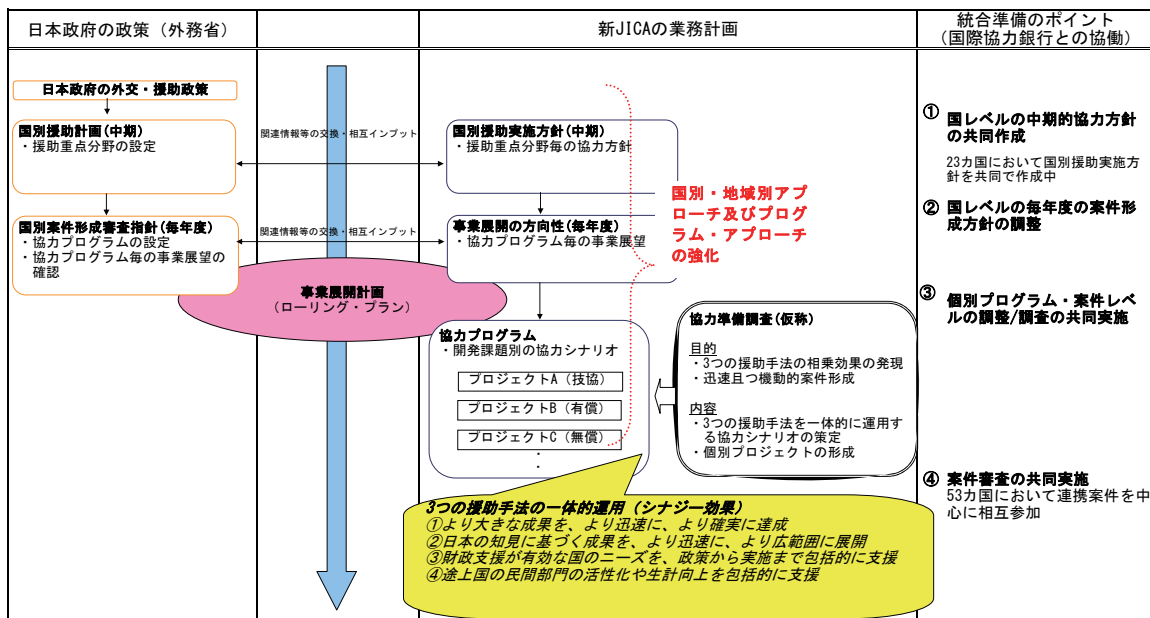 日本政府の政策（外務省）
新JICAの業務計画
統合準備のポイント
（国際協力銀行との協働）
日本政府の外交・援助政策
国別援助計画(中期)
・援助重点分野の設定
関連情報等の交換・相互インプット
国別援助実施方針(中期)
・援助重点分野毎の協力方針
国別案件形成審査指針(毎年度)
・協力プログラムの設定
・協力プログラム毎の事業展望の
確認
関連情報等の交換・相互インプット
事業展開の方向性(毎年度)
・協力プログラム毎の事業展望
国別・地域別アプ
ローチ及びプログ
ラム・アプローチ
の強化
事業展開計画
（ローリング・プラン）
協力プログラム
・開発課題別の協力シナリオ
プロジェクトA（技協）
プロジェクトB（有償）
プロジェクトC（無償）
・
・
協力準備調査(仮称)
目的
・3つの援助手法の相乗効果の発現
・迅速且つ機動的案件形成
内容
・3つの援助手法を一体的に運用す
る協力シナリオの策定
・個別プロジェクトの形成
3つの援助手法の一体的運用（シナジー効果）
①より大きな成果を、より迅速に、より確実に達成
②日本の知見に基づく成果を、より迅速に、より広範囲に展開
③財政支援が有効な国のニーズを、政策から実施まで包括的に支援
④途上国の民間部門の活性化や生計向上を包括的に支援
① 国レベルの中期的協力方針
の共同作成
23カ国において国別援助実施方
針を共同で作成中
② 国レベルの毎年度の案件形
成方針の調整
③ 個別プログラム・案件レベ
ルの調整/調査の共同実施
④ 案件審査の共同実施
53カ国において連携案件を中
心に相互参加